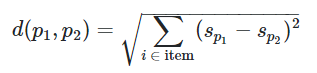 d(p₁, p₂) = √∑_{i ∈ item} (s_{p₁} − s_{p₂})²